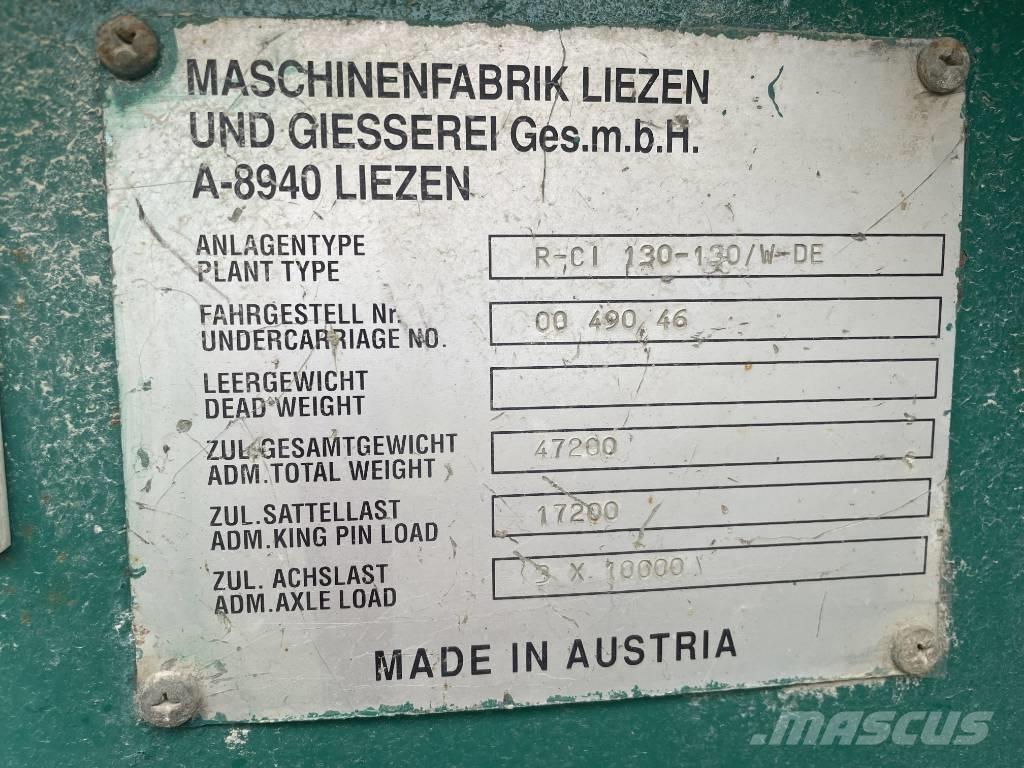 MASCHINENFABRIK LIEZEN
UND GIESSEREI Ges.m.b.H.
A-8940 LIEZEN
ANLAGENTYPE
PLANT TYPE
R-CI 130-130/W-DE
FAHRGESTELL Nr.
UNDERCARRIAGE NO.
00 490 46
LEERGEWICHT
DEAD WEIGHT
ZUL.GESAMTGEWICHT
ADM.TOTAL WEIGHT
47200
ZUL.SATTELLAST
ADM.KING PIN LOAD
17200
ZUL. ACHSLAST
ADM.AXLE LOAD
3 X 10000
MADE IN AUSTRIA
MASCUS